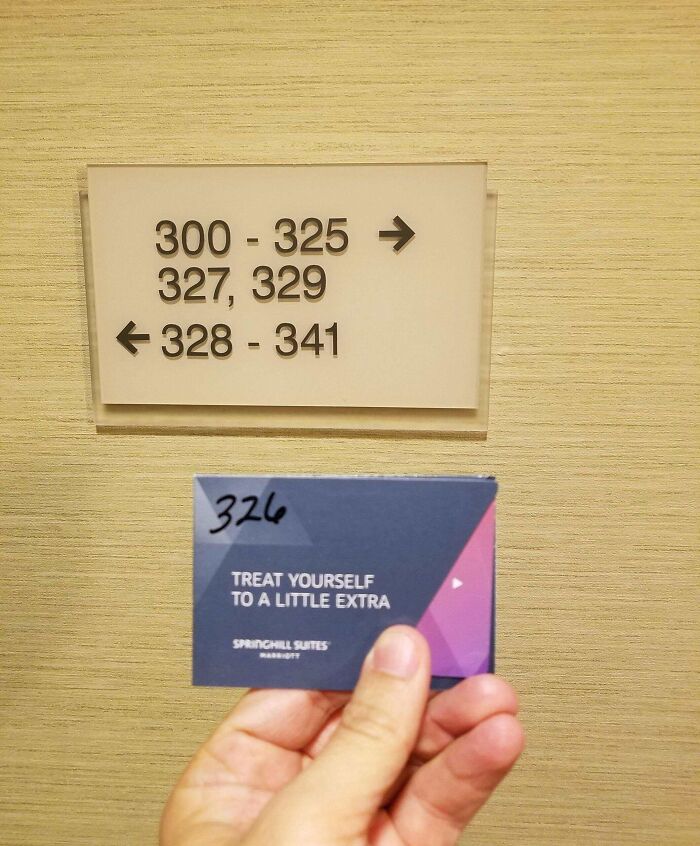 300 - 325 →
327, 329
← 328 - 341
326
TREAT YOURSELF
TO A LITTLE EXTRA
SPRINGHILL SUITES
MARRIOTT